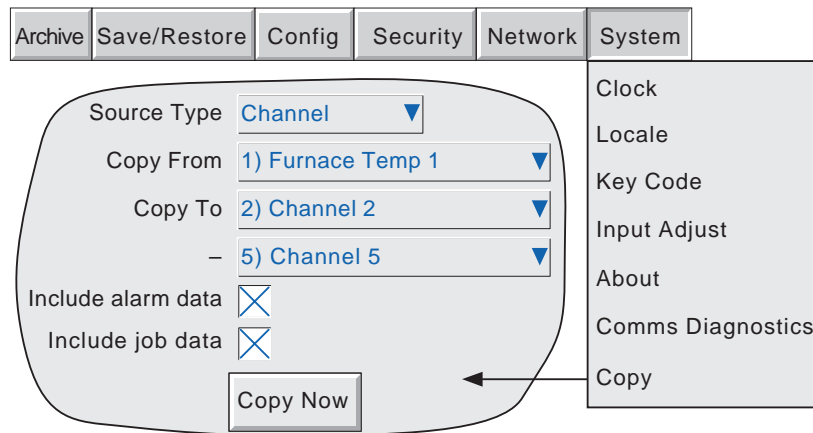 Archive Save/Restore Config Security Network System
Source Type Channel
Copy From 1) Furnace Temp 1
Copy To 2) Channel 2
– 5) Channel 5
Include alarm data
Include job data
Copy Now
Clock
Locale
Key Code
Input Adjust
About
Comms Diagnostics
Copy